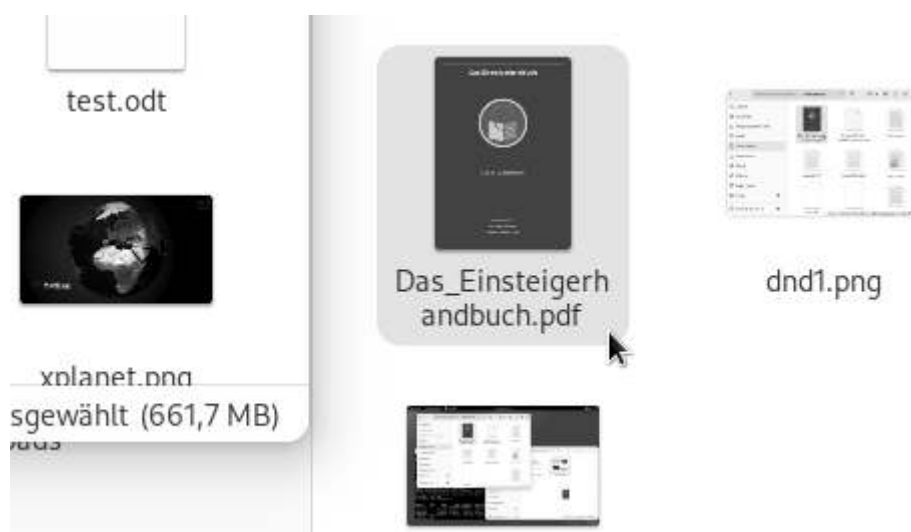 test.odt
xplanet.png
sgewählt (661,7 MB)
Das_Einsteigerh
andbuch.pdf
dnd1.png